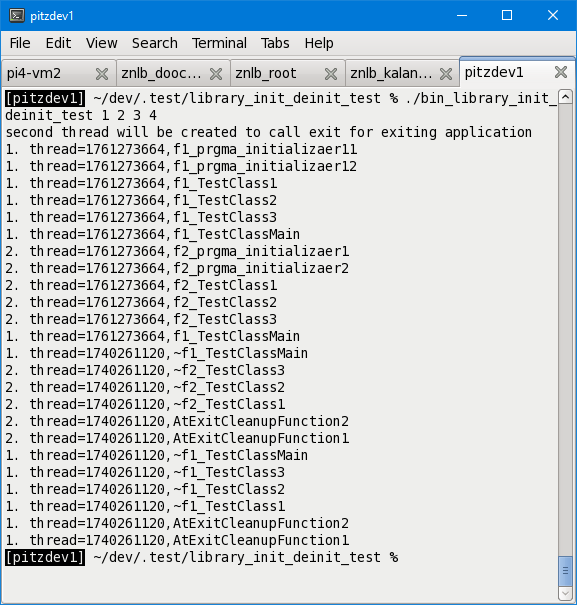 pitzdev1
File Edit View Search Terminal Tabs Help
pi4-vm2 znlb_dooc... znlb_root znlb_kalan... pitzdev1
[pitzdev1] ~/dev/.test/library_init_deinit_test % ./bin_library_init_
deinit_test 1 2 3 4
second thread will be created to call exit for exiting application
1. thread=1761273664,f1_prgma_initializaer11
1. thread=1761273664,f1_prgma_initializaer12
1. thread=1761273664,f1_TestClass1
1. thread=1761273664,f1_TestClass2
1. thread=1761273664,f1_TestClass3
1. thread=1761273664,f1_TestClassMain
2. thread=1761273664,f2_prgma_initializaer1
2. thread=1761273664,f2_prgma_initializaer2
2. thread=1761273664,f2_TestClass1
2. thread=1761273664,f2_TestClass2
2. thread=1761273664,f2_TestClass3
2. thread=1761273664,f1_TestClassMain
1. thread=1740261120,~f1_TestClassMain
2. thread=1740261120,~f2_TestClass3
2. thread=1740261120,~f2_TestClass2
2. thread=1740261120,~f2_TestClass1
2. thread=1740261120,AtExitCleanupFunction2
2. thread=1740261120,AtExitCleanupFunction1
1. thread=1740261120,~f1_TestClassMain
1. thread=1740261120,~f1_TestClass3
1. thread=1740261120,~f1_TestClass2
1. thread=1740261120,~f1_TestClass1
1. thread=1740261120,AtExitCleanupFunction2
1. thread=1740261120,AtExitCleanupFunction1
[pitzdev1] ~/dev/.test/library_init_deinit_test %